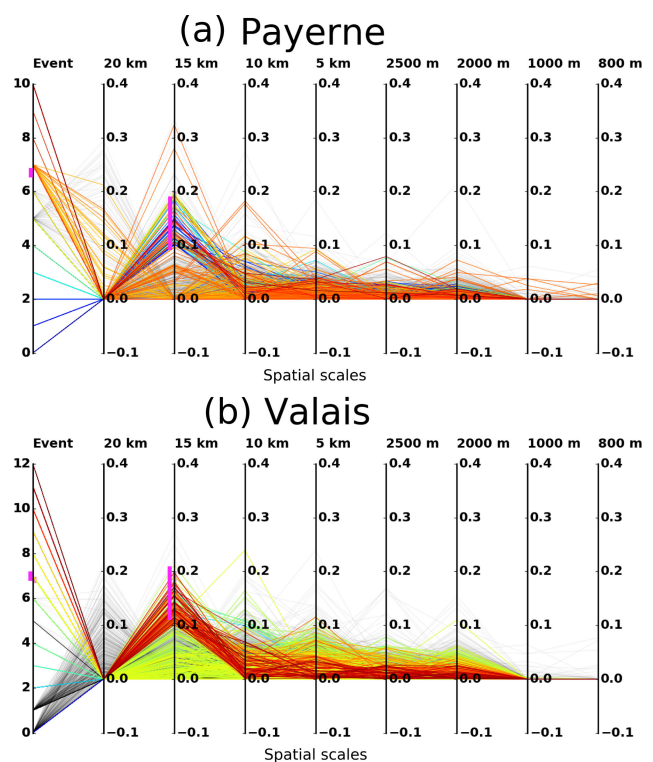 (a) Payerne
Event 20 km 15 km 10 km 5 km 2500 m 2000 m 1000 m 800 m
10 0.4 0.4 0.4 0.4 0.4 0.4 0.4 0.4
8 0.3 0.3 0.3 0.3 0.3 0.3 0.3 0.3
6 0.2 0.2 0.2 0.2 0.2 0.2 0.2 0.2
4 0.1 0.1 0.1 0.1 0.1 0.1 0.1 0.1
2 0.0 0.0 0.0 0.0 0.0 0.0 0.0 0.0
0 −0.1 −0.1 −0.1 −0.1 −0.1 −0.1 −0.1 −0.1
Spatial scales
(b) Valais
Event 20 km 15 km 10 km 5 km 2500 m 2000 m 1000 m 800 m
12 0.4 0.4 0.4 0.4 0.4 0.4 0.4 0.4
10 0.3 0.3 0.3 0.3 0.3 0.3 0.3 0.3
8 0.2 0.2 0.2 0.2 0.2 0.2 0.2 0.2
6 0.1 0.1 0.1 0.1 0.1 0.1 0.1 0.1
4 0.0 0.0 0.0 0.0 0.0 0.0 0.0 0.0
2
0 −0.1 −0.1 −0.1 −0.1 −0.1 −0.1 −0.1 −0.1
Spatial scales